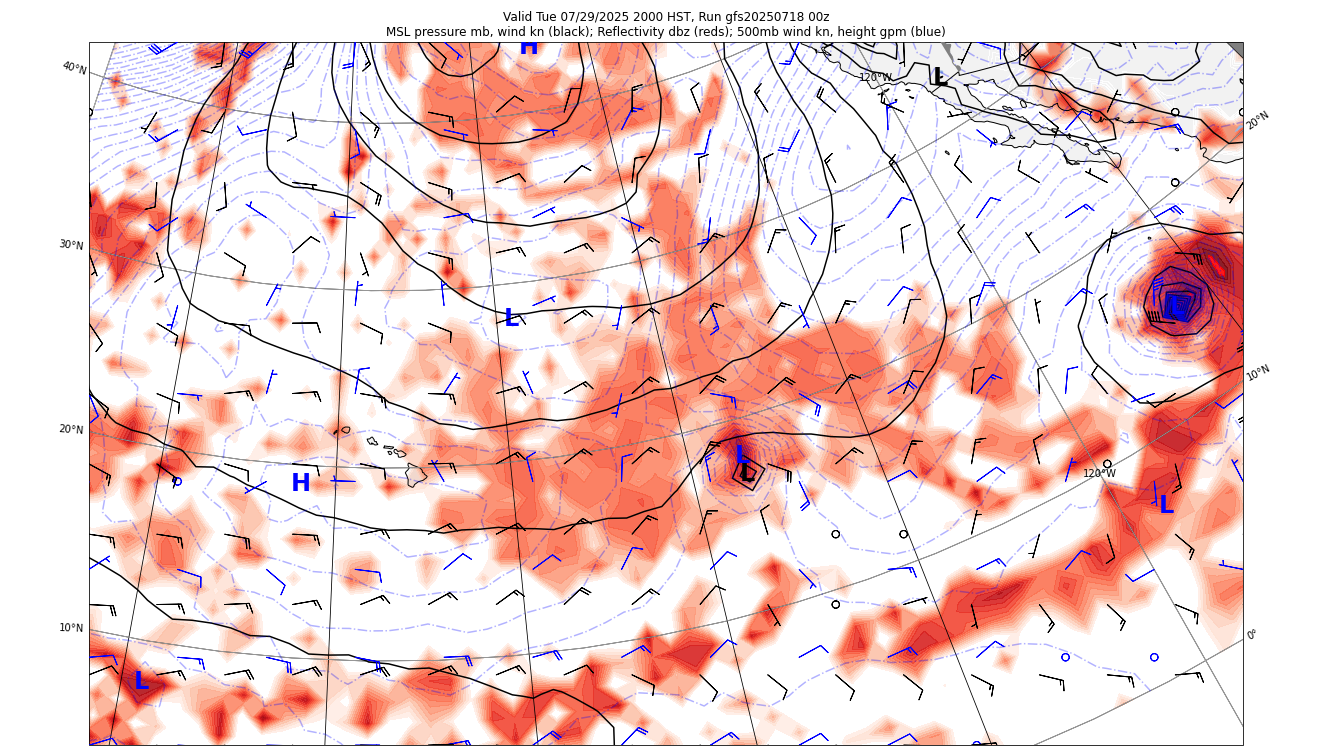 Valid Tue 07/29/2025 2000 HST, Run gfs20250718 00z
MSL pressure mb, wind kn (black); Reflectivity dbz (reds); 500mb wind kn, height gpm (blue)
H
40°N
120°W
L
20°N
30°N
L
10°N
20°N
L
L
H
120°W
L
10°N
0°
L